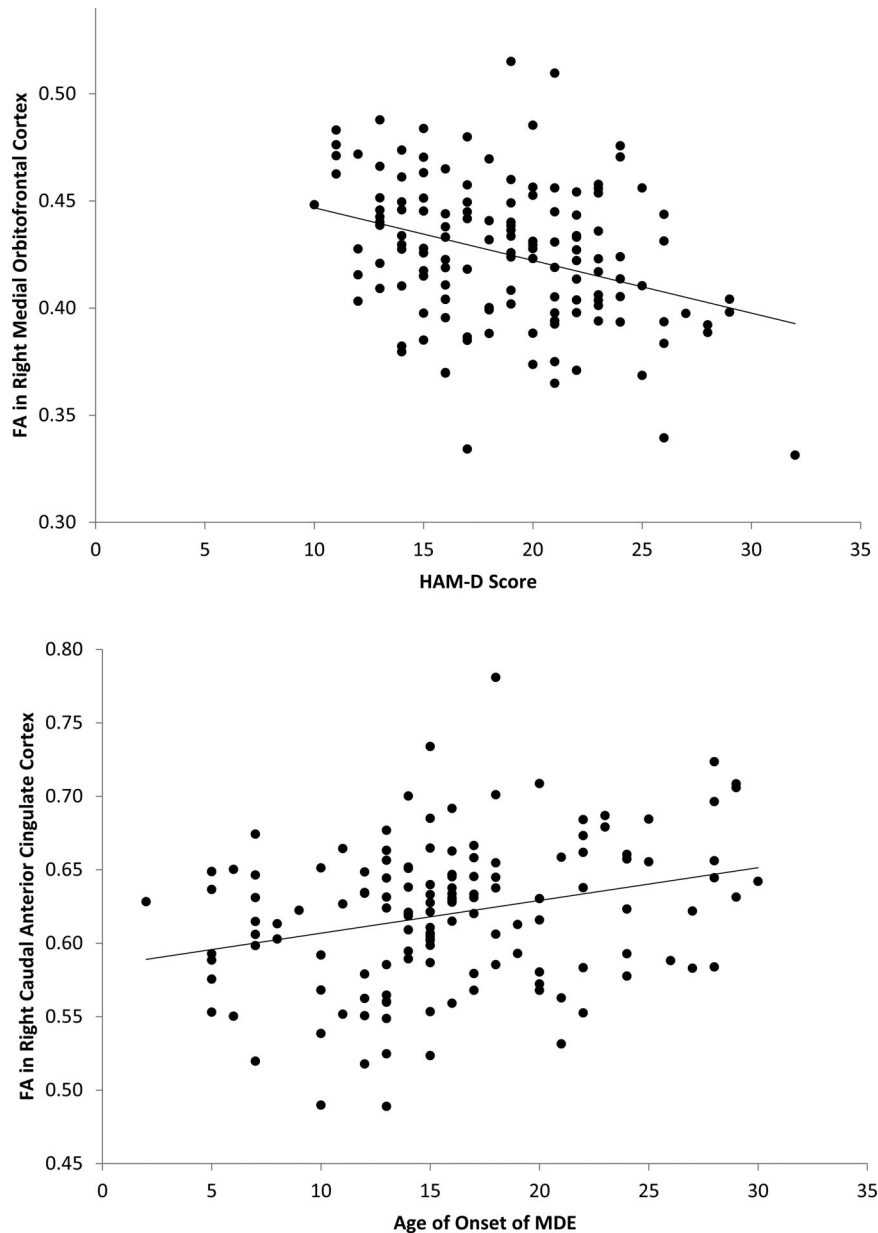 FA in Right Medial Orbitofrontal Cortex
0.50
0.45
0.40
0.35
0.30
0 5 10 15 20 25 30 35
HAM-D Score
FA in Right Caudal Anterior Cingulate Cortex
0.80
0.75
0.70
0.65
0.60
0.55
0.50
0.45
0 5 10 15 20 25 30 35
Age of Onset of MDE